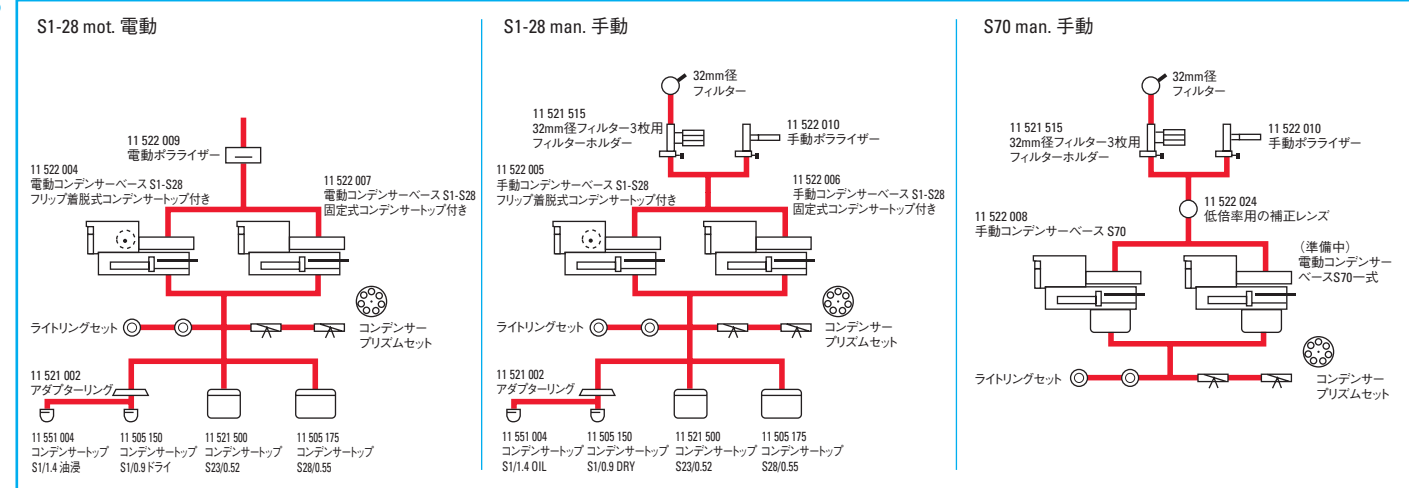 S1-28 mot. 電動
11 522 009
電動ポラライザー
11 522 004
電動コンデンサーベース S1-S28
フリップ着脱式コンデンサートップ付き
11 522 007
電動コンデンサーベース S1-S28
固定式コンデンサートップ付き
ライトリングセット
コンデンサー
プリズムセット
11 521 002
アダプターリング
11 551 004
コンデンサートップ
S1/1.4 油浸
11 505 150
コンデンサートップ
S1/0.9ドライ
11 521 500
コンデンサートップ
S23/0.52
11 505 175
コンデンサートップ
S28/0.55
S1-28 man. 手動
32mm径
フィルター
11 521 515
32mm径フィルター3枚用
フィルターホルダー
11 522 010
手動ポラライザー
11 522 005
手動コンデンサーベース S1-S28
フリップ着脱式コンデンサートップ付き
11 522 006
手動コンデンサーベース S1-S28
固定式コンデンサートップ付き
ライトリングセット
コンデンサー
プリズムセット
11 521 002
アダプターリング
11 551 004
コンデンサートップ
S1/1.4 OIL
11 505 150
コンデンサートップ
S1/0.9 DRY
11 521 500
コンデンサートップ
S23/0.52
11 505 175
コンデンサートップ
S28/0.55
S70 man. 手動
32mm径
フィルター
11 521 515
32mm径フィルター3枚用
フィルターホルダー
11 522 010
手動ポラライザー
11 522 024
低倍率用の補正レンズ
11 522 008
手動コンデンサーベース S70
(準備中)
電動コンデンサー
ベースS70一式
ライトリングセット
コンデンサー
プリズムセット